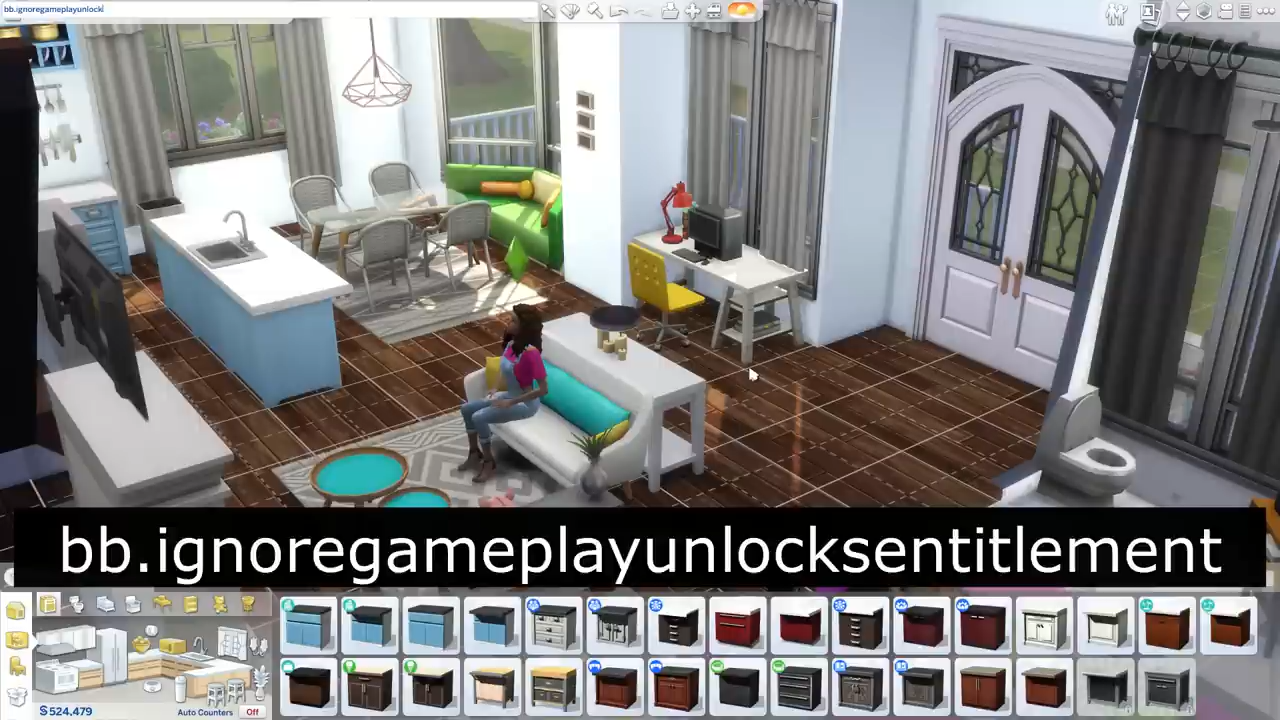 bb.ignoregameplayunlock
bb.ignoregameplayunlocksentitlement
§524,479
Auto Counters
Off